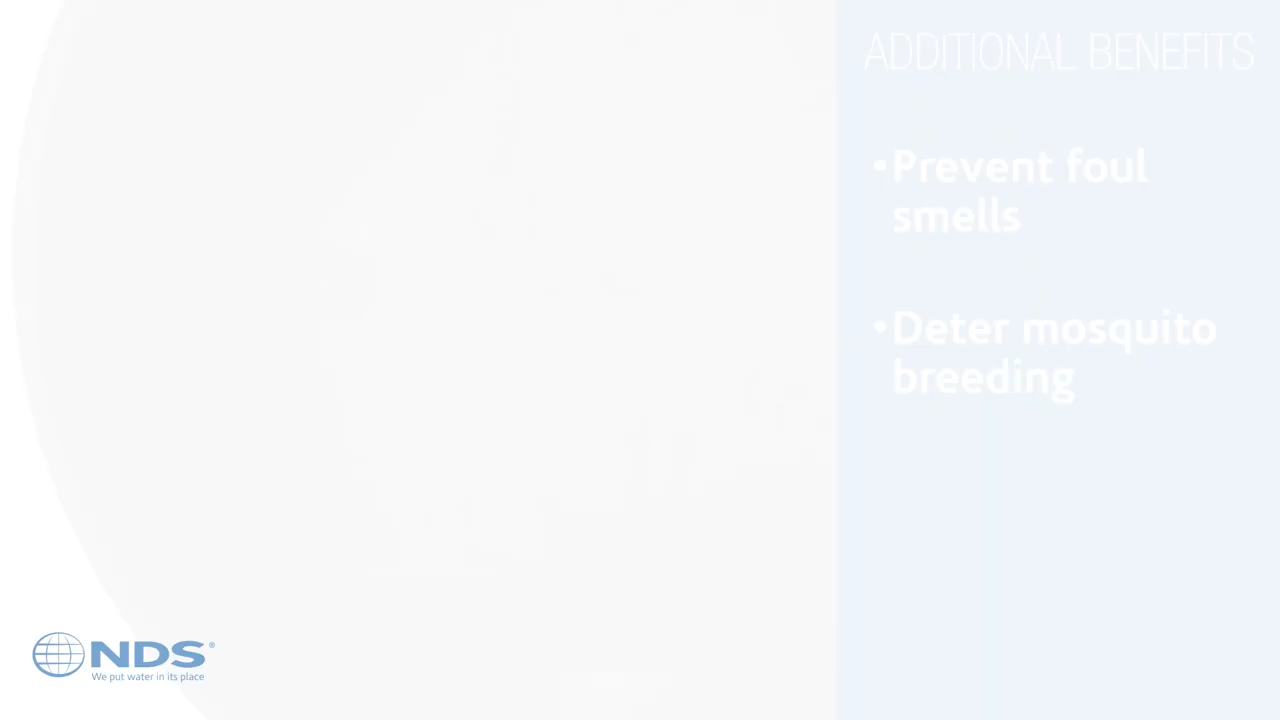 ADDITIONAL BENEFITS
•Prevent foul
smells
•Deter mosquito
breeding
NDS®
We put water in its place